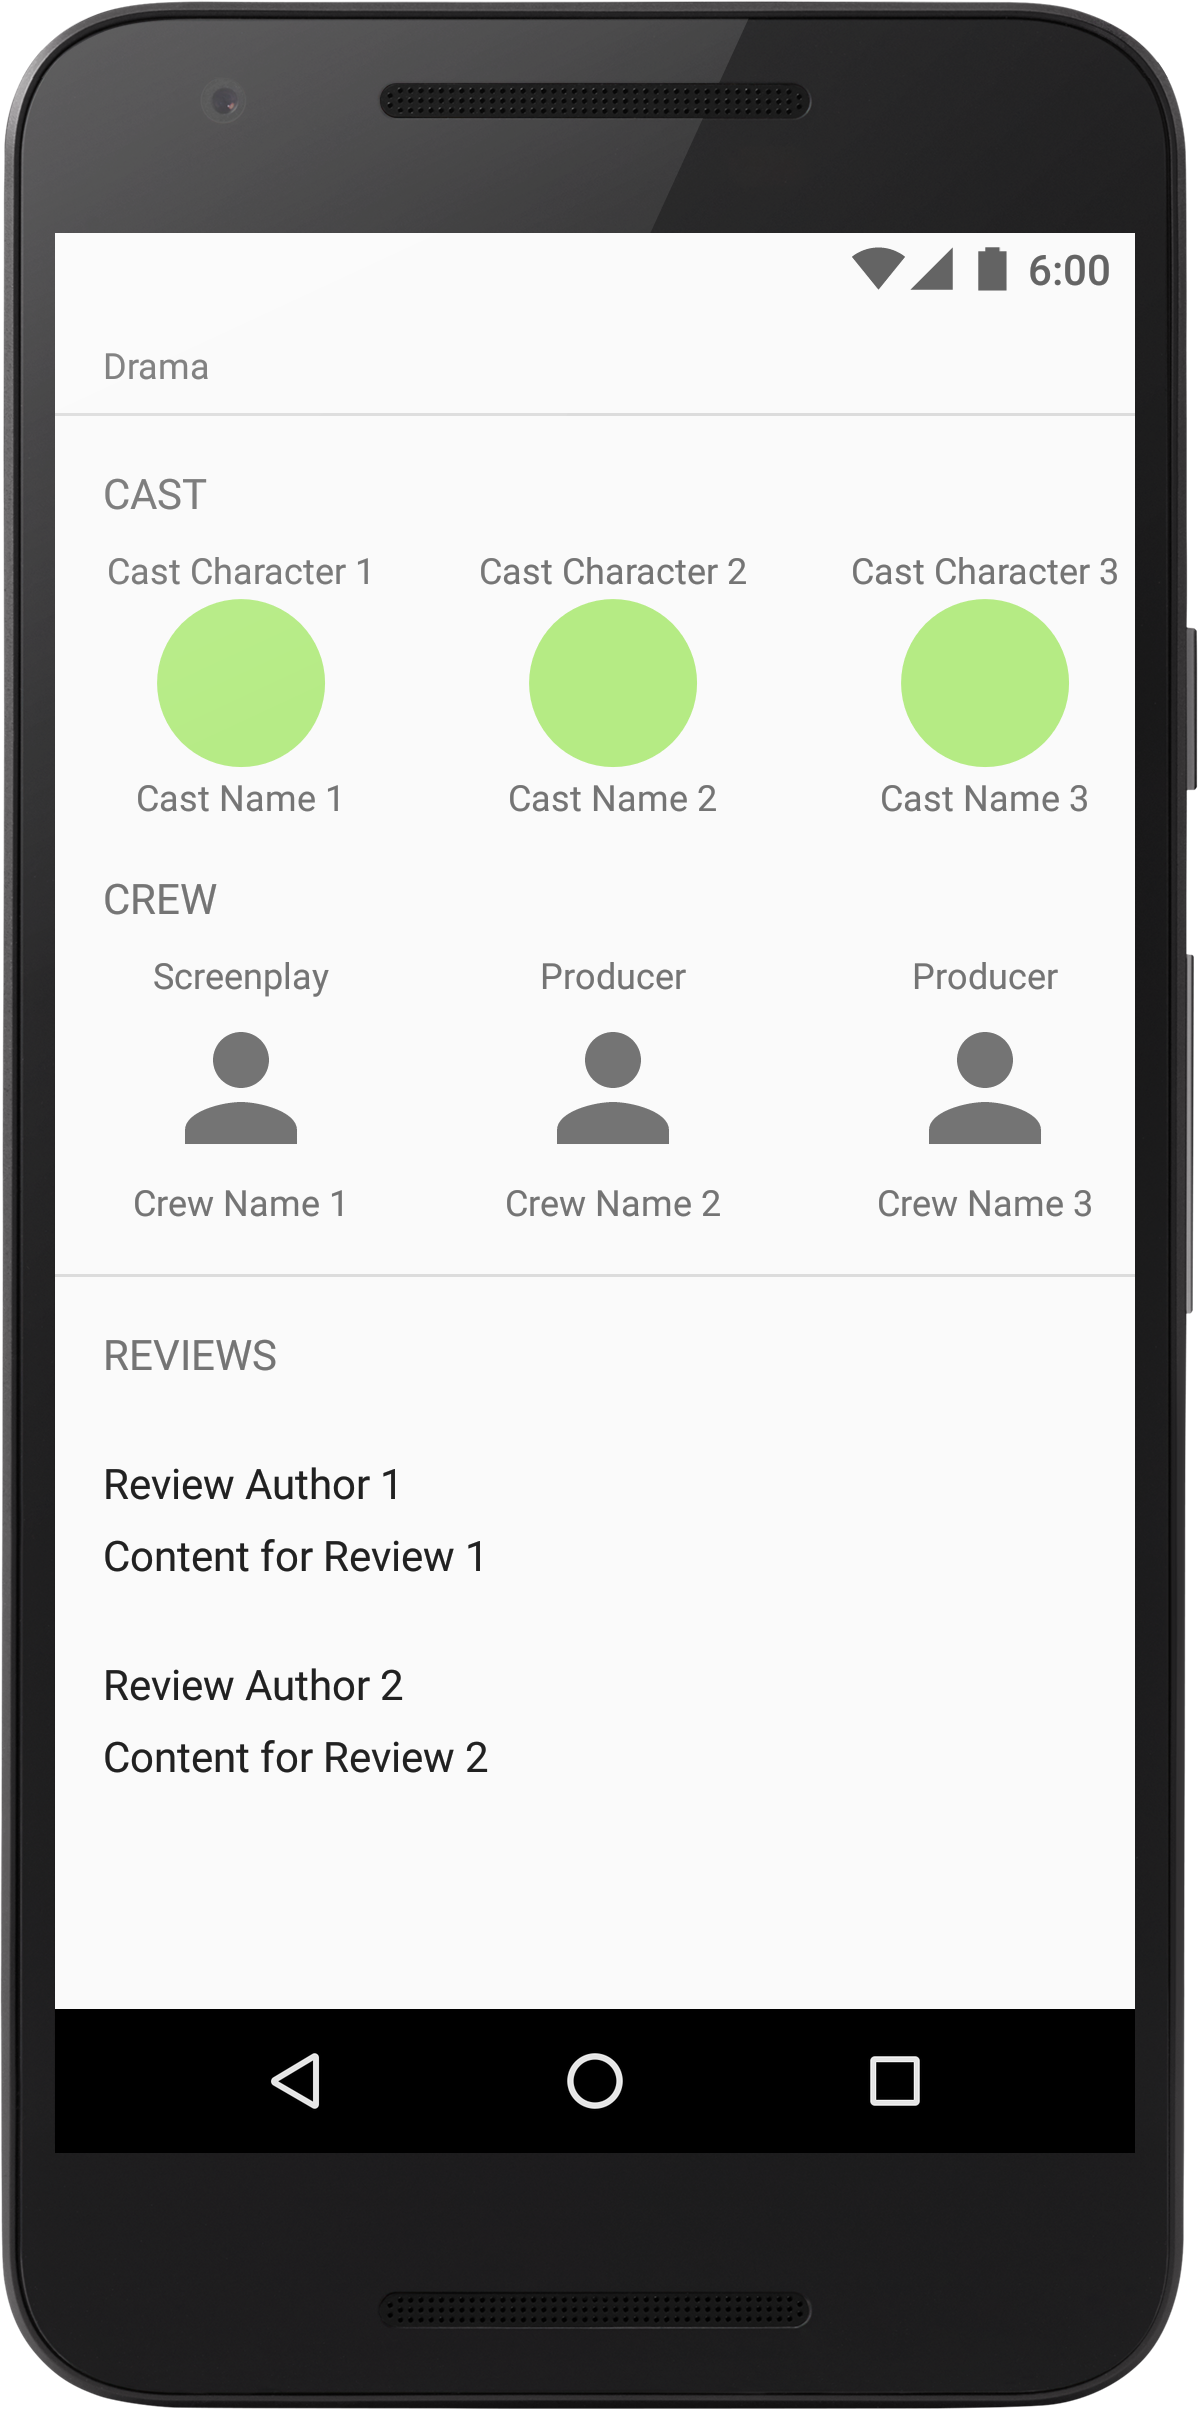 6:00
Drama
CAST
Cast Character 1 Cast Character 2 Cast Character 3
Cast Name 1 Cast Name 2 Cast Name 3
CREW
Screenplay Producer Producer
Crew Name 1 Crew Name 2 Crew Name 3
REVIEWS
Review Author 1
Content for Review 1
Review Author 2
Content for Review 2